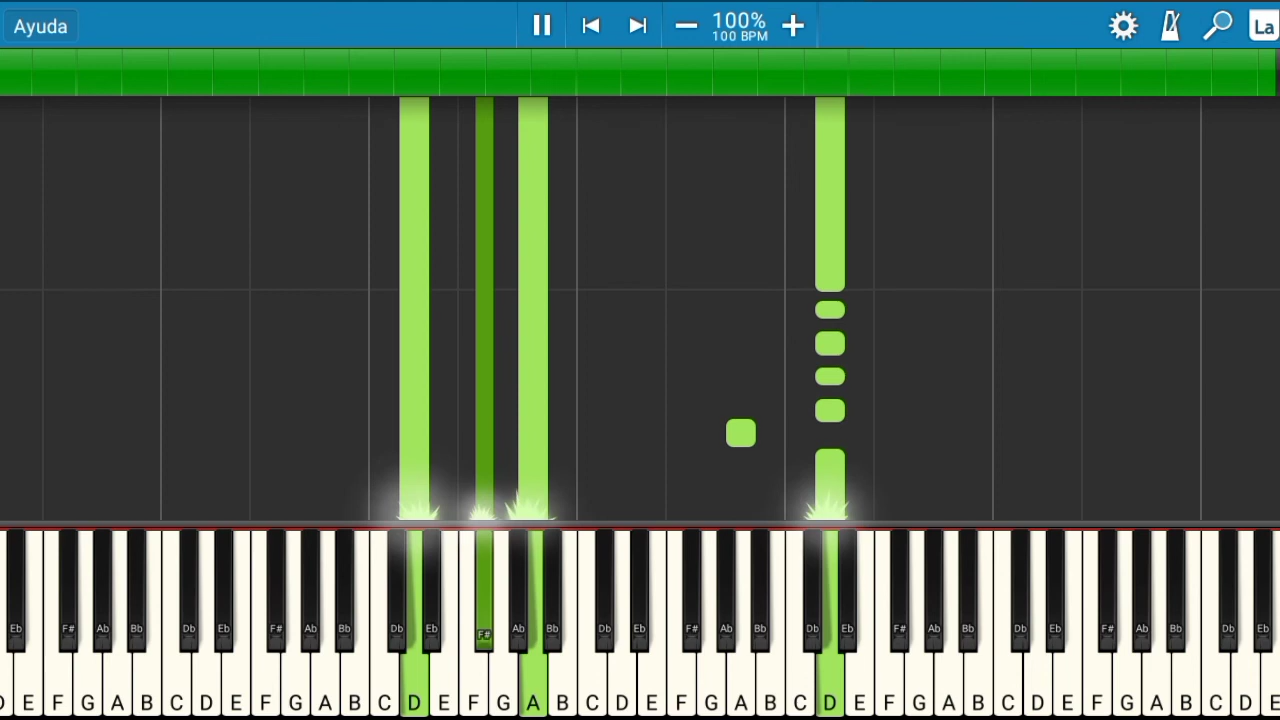 Ayuda
100%
100 BPM
La
Eb F# Ab Bb Db Eb F# Ab Bb Db Eb F# Ab Bb Db Eb F# Ab Bb Db Eb F# Ab Bb Db Eb F# Ab Bb Db Eb
D E F G A B C D E F G A B C D E F G A B C D E F G A B C D E F G A B C D E F G A B C D E